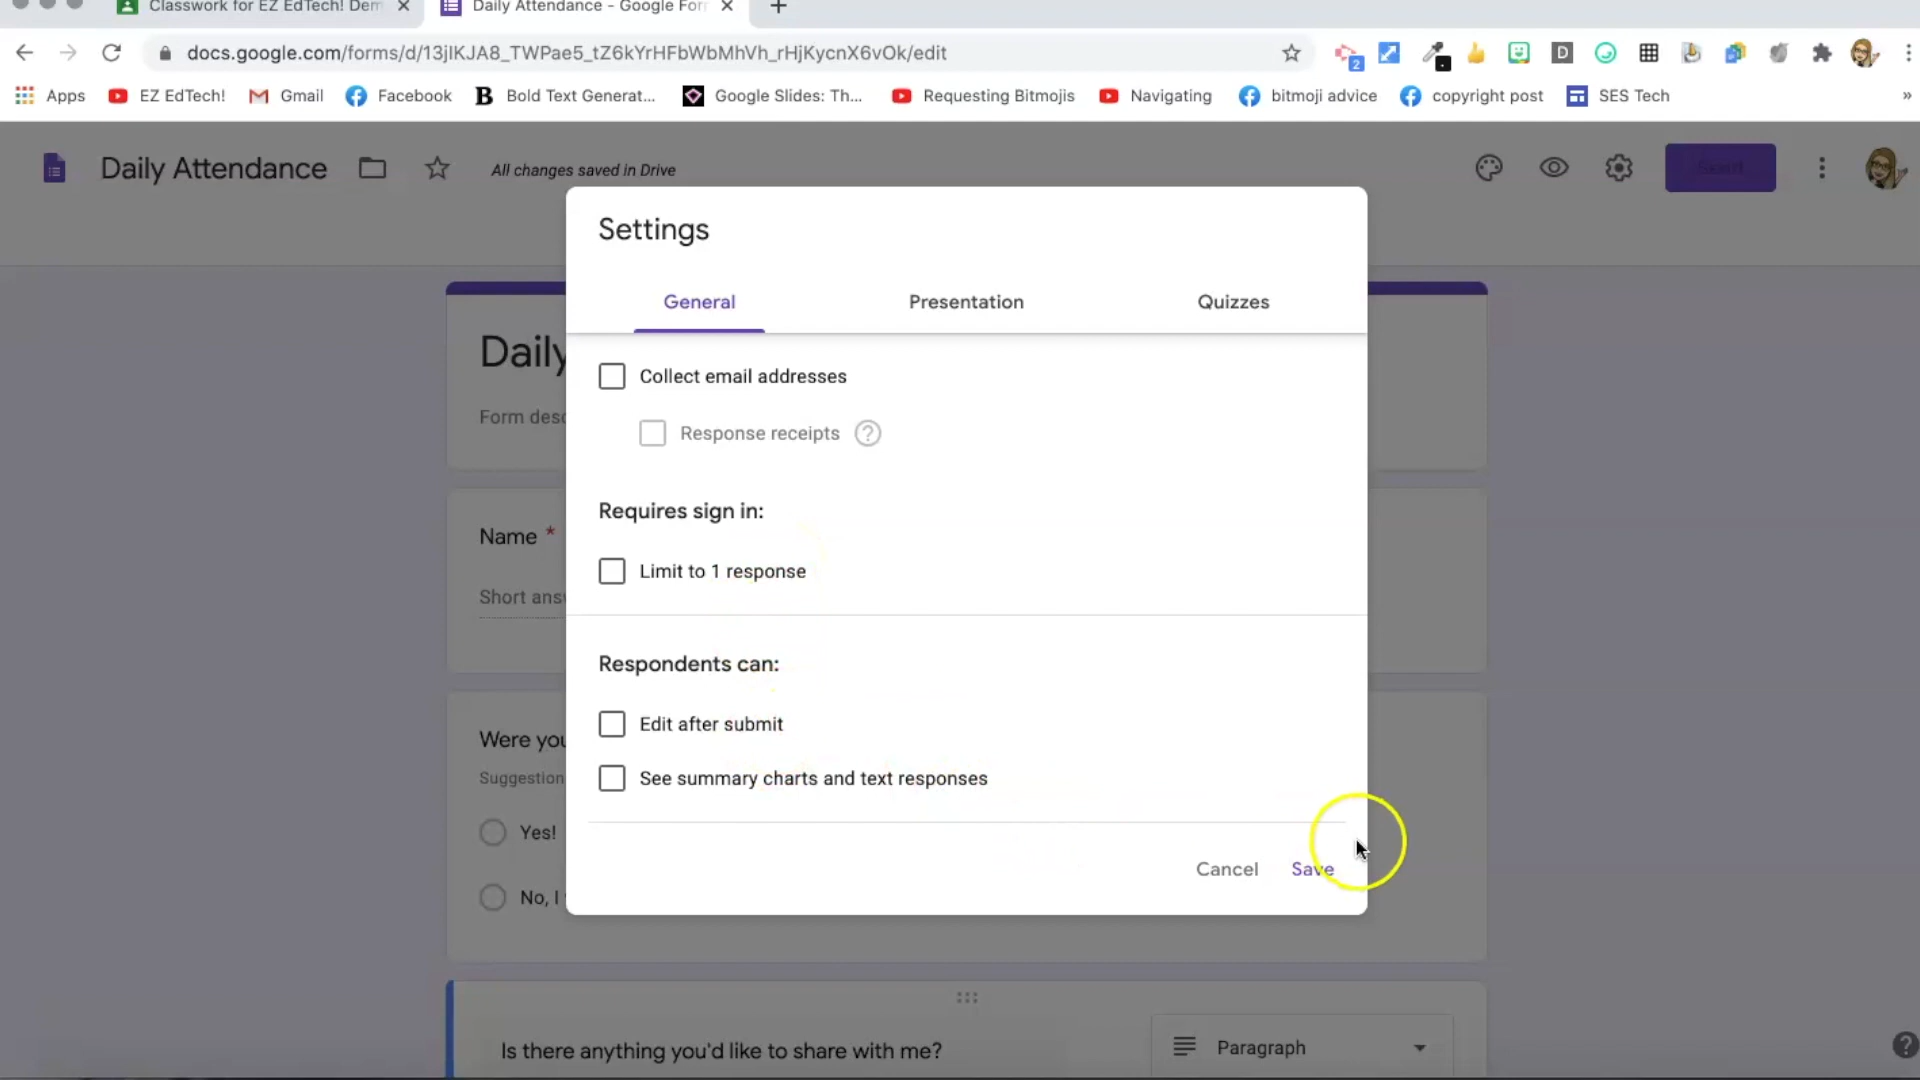 Classwork for EZ EdTech! Dem
Daily Attendance - Google For
docs.google.com/forms/d/13jlKJA8_TWPae5_tZ6kYrHFbWbMhVh_rHjKycnX6vOk/edit
2
D
Apps
EZ EdTech!
Gmail
Facebook
B
Bold Text Generat...
Google Slides: Th...
Requesting Bitmojis
Navigating
bitmoji advice
copyright post
SES Tech
»
Daily Attendance
All changes saved in Drive
Send
Settings
General
Presentation
Quizzes
Daily
Form desc
Collect email addresses
Response receipts ?
Requires sign in:
Name *
Limit to 1 response
Short ans
Respondents can:
Edit after submit
Were you
Suggestion
See summary charts and text responses
Yes!
Cancel
Save
No, I
Is there anything you'd like to share with me?
Paragraph
?